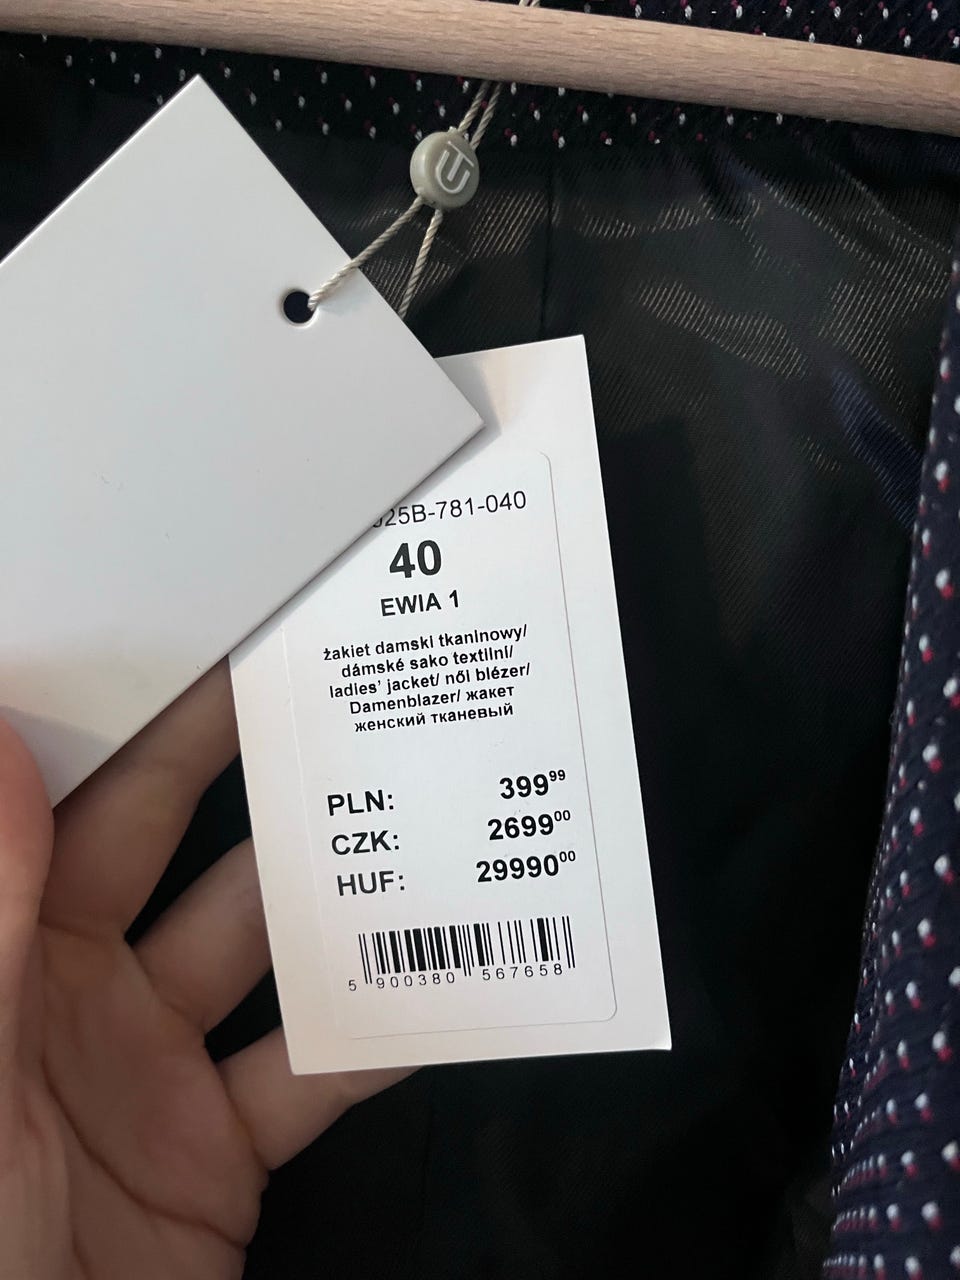 25B-781-040
40
EWIA 1
żakiet damski tkaninowy/
dámské sako textilní/
ladies' jacket/ női blézer/
Damenblazer/ жакет
женский тканевый
PLN: 399⁹⁹
CZK: 2699⁰⁰
HUF: 29990⁰⁰
5 900380 567658